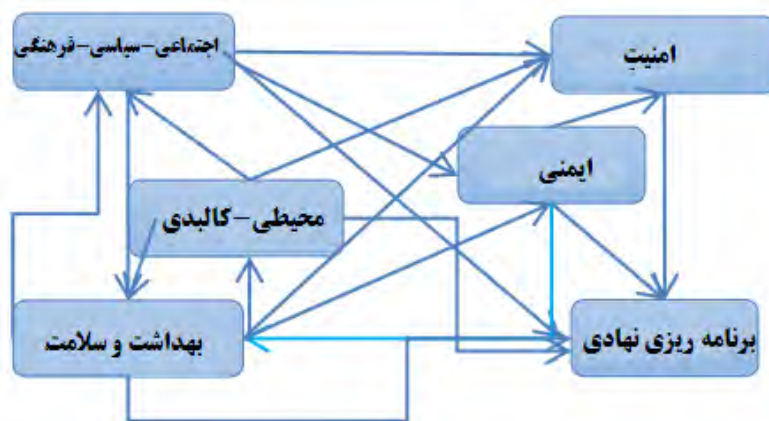 اجتماعی-سیاسی-فرهنگی
امنیت
ایمنی
محیطی-کالبدی
بهداشت و سلامت
برنامه ریزی نهادی